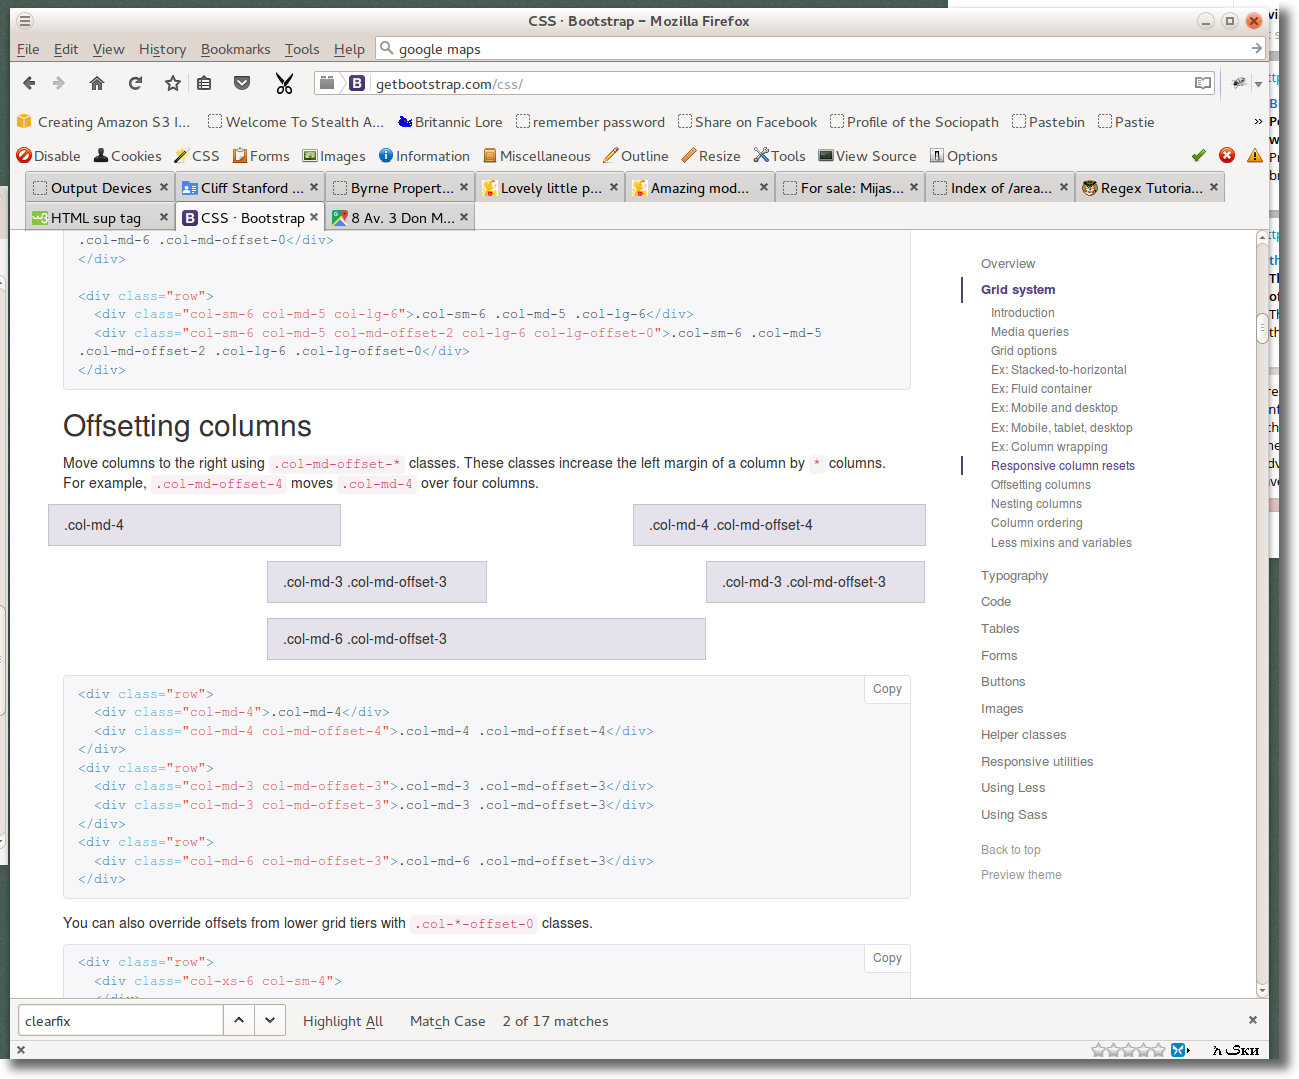 CSS · Bootstrap – Mozilla Firefox
File Edit View History Bookmarks Tools Help google maps
getbootstrap.com/css/
Creating Amazon S3 I... Welcome To Stealth A... Britannic Lore remember password Share on Facebook Profile of the Sociopath Pastebin Pastie »
Disable Cookies CSS Forms Images Information Miscellaneous Outline Resize Tools View Source Options
Output Devices Cliff Stanford ... Byrne Propert... Lovely little p... Amazing mod... For sale: Mijas... Index of /area... Regex Tutoria...
HTML sup tag CSS · Bootstrap 8 Av. 3 Don M...
.col-md-6 .col-md-offset-0</div>
</div>
<div class="row">
<div class="col-sm-6 col-md-5 col-lg-6">.col-sm-6 .col-md-5 .col-lg-6</div>
<div class="col-sm-6 col-md-5 col-md-offset-2 col-lg-6 col-lg-offset-0">.col-sm-6 .col-md-5
.col-md-offset-2 .col-lg-6 .col-lg-offset-0</div>
</div>
Offsetting columns
Move columns to the right using .col-md-offset-* classes. These classes increase the left margin of a column by * columns.
For example, .col-md-offset-4 moves .col-md-4 over four columns.
.col-md-4 .col-md-4 .col-md-offset-4
.col-md-3 .col-md-offset-3 .col-md-3 .col-md-offset-3
.col-md-6 .col-md-offset-3
Copy
<div class="row">
<div class="col-md-4">.col-md-4</div>
<div class="col-md-4 col-md-offset-4">.col-md-4 .col-md-offset-4</div>
</div>
<div class="row">
<div class="col-md-3 col-md-offset-3">.col-md-3 .col-md-offset-3</div>
<div class="col-md-3 col-md-offset-3">.col-md-3 .col-md-offset-3</div>
</div>
<div class="row">
<div class="col-md-6 col-md-offset-3">.col-md-6 .col-md-offset-3</div>
</div>
You can also override offsets from lower grid tiers with .col-*-offset-0 classes.
Copy
<div class="row">
<div class="col-xs-6 col-sm-4">
</div>
Overview
Grid system
Introduction
Media queries
Grid options
Ex: Stacked-to-horizontal
Ex: Fluid container
Ex: Mobile and desktop
Ex: Mobile, tablet, desktop
Ex: Column wrapping
Responsive column resets
Offsetting columns
Nesting columns
Column ordering
Less mixins and variables
Typography
Code
Tables
Forms
Buttons
Images
Helper classes
Responsive utilities
Using Less
Using Sass
Back to top
Preview theme
clearfix Highlight All Match Case 2 of 17 matches